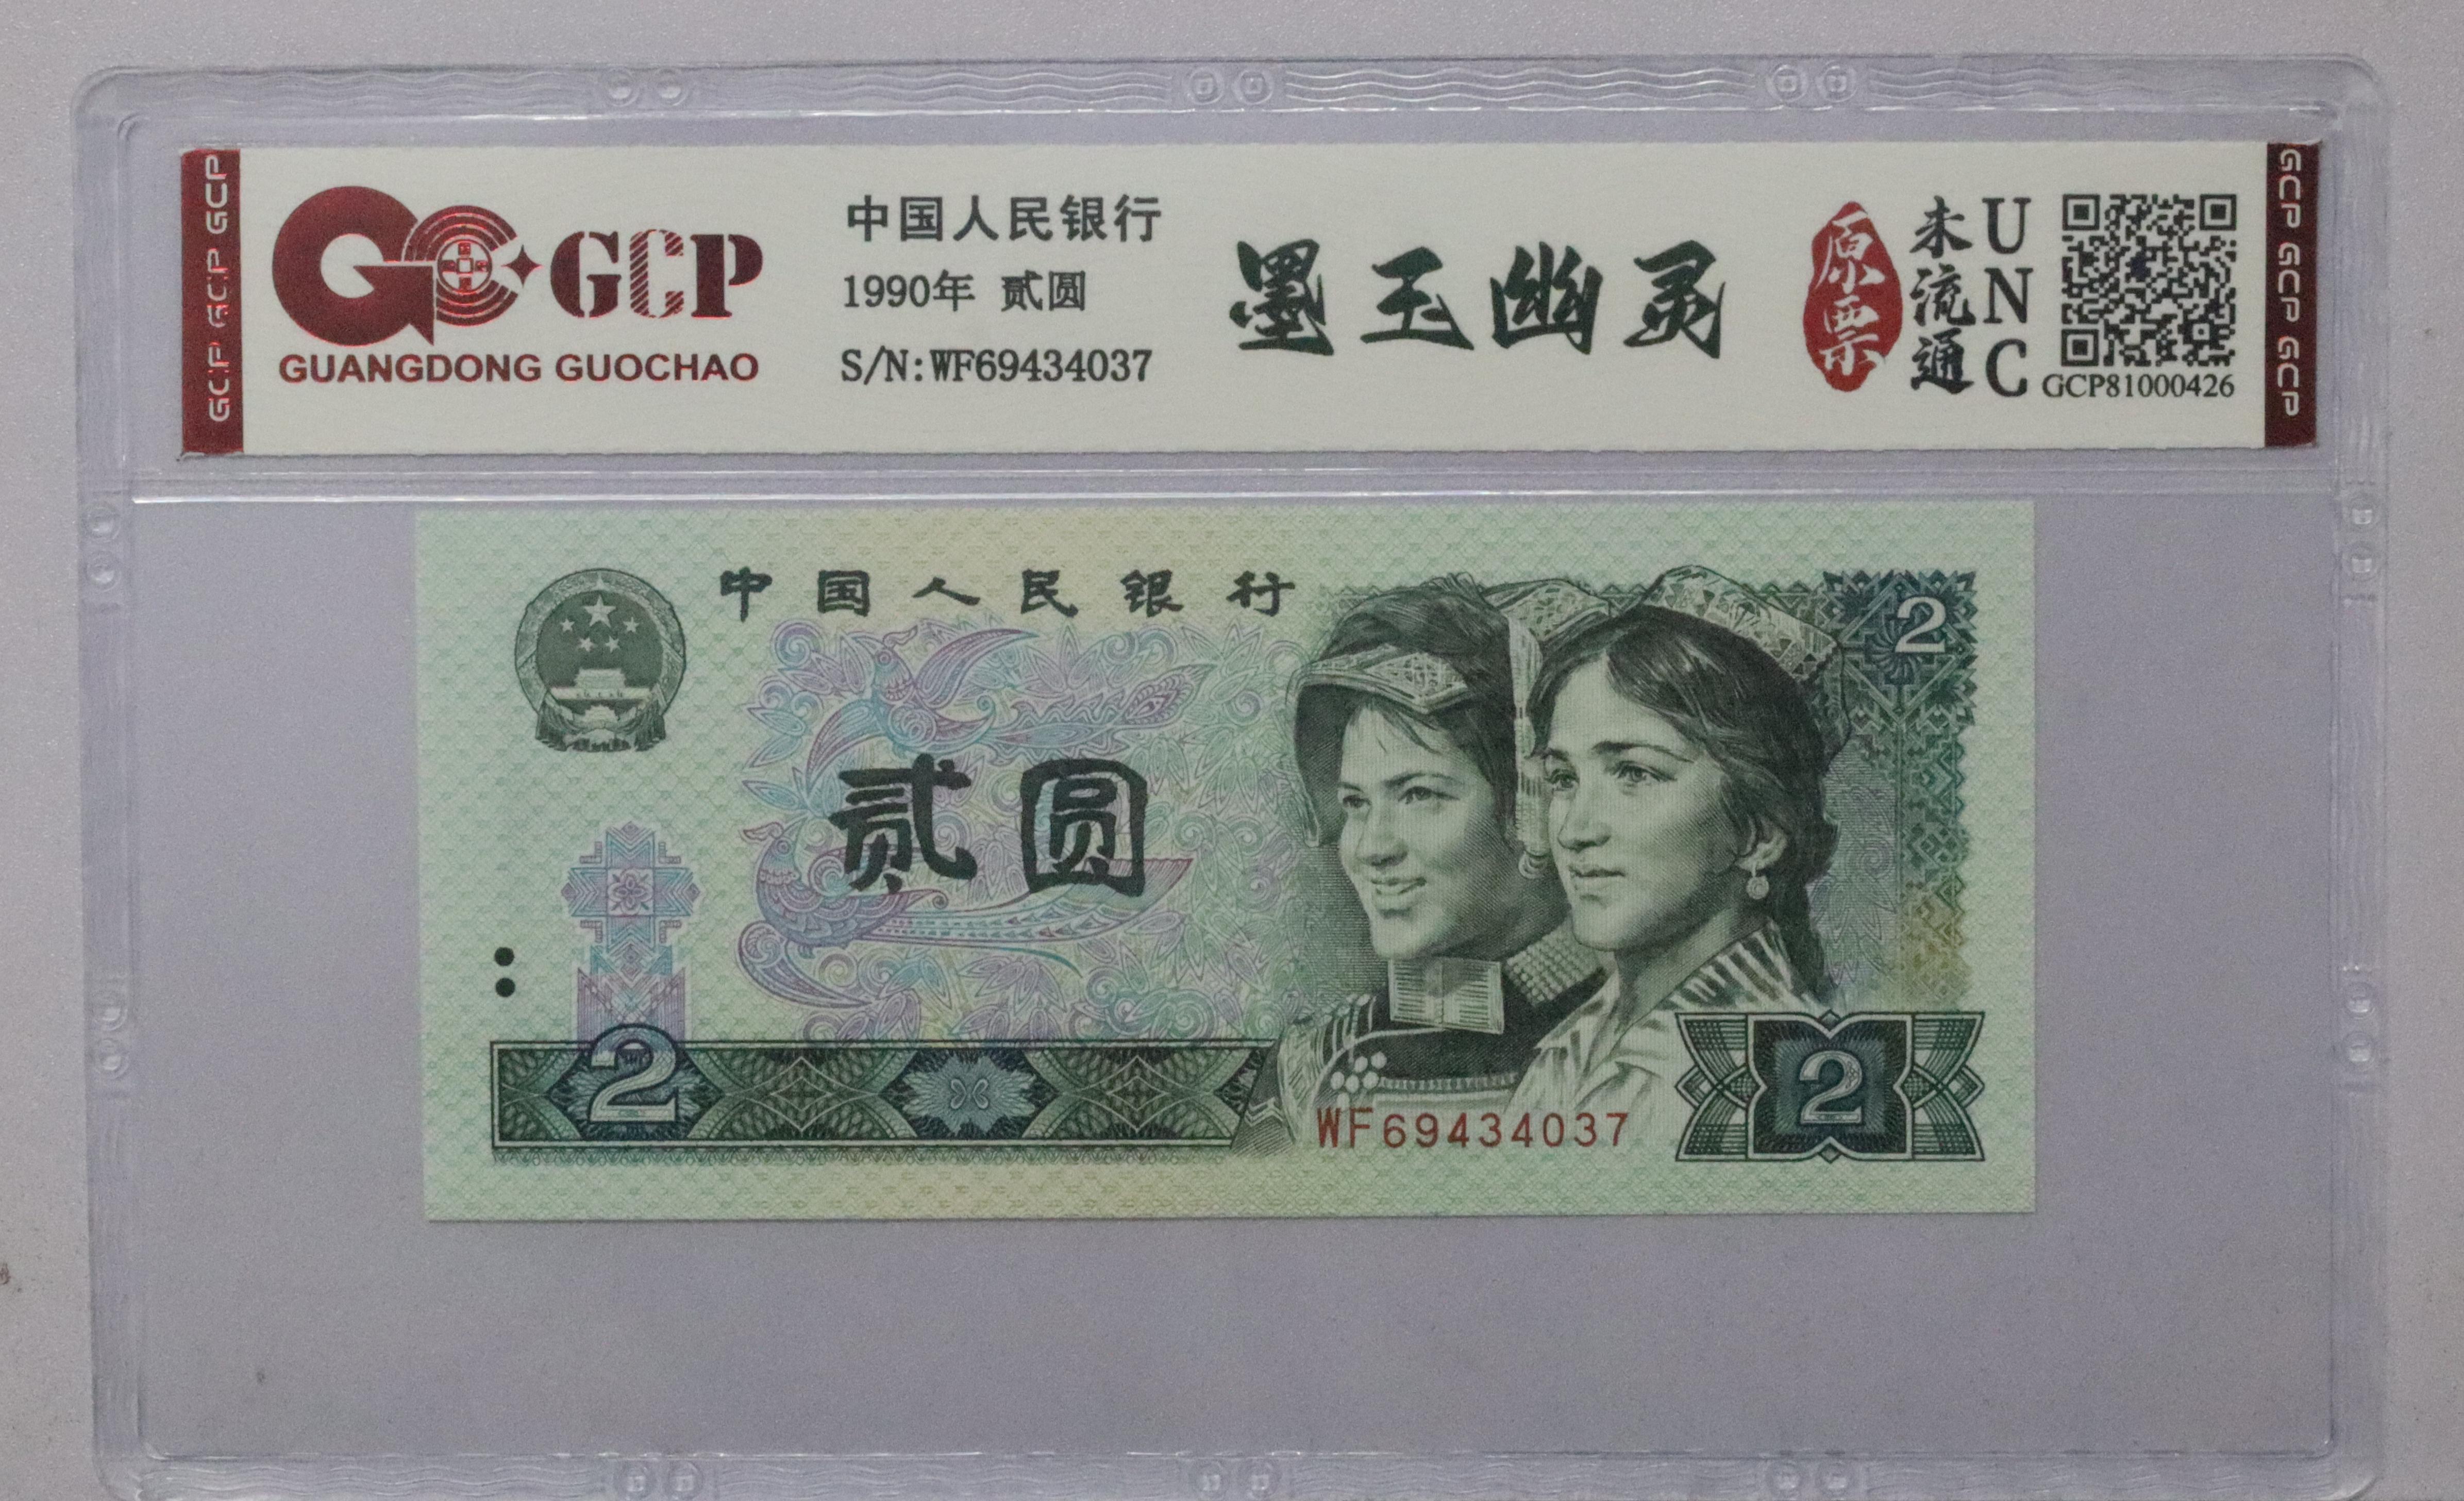 GCP GCP GCP
GCP
GUANGDONG GUOCHAO
中国人民银行
1990年 贰圆
S/N:WF69434037
墨玉幽灵
原票
未流通
UNC
GCP81000426
GCP GCP GCP
中国人民银行
2
贰圆
2
WF69434037
2